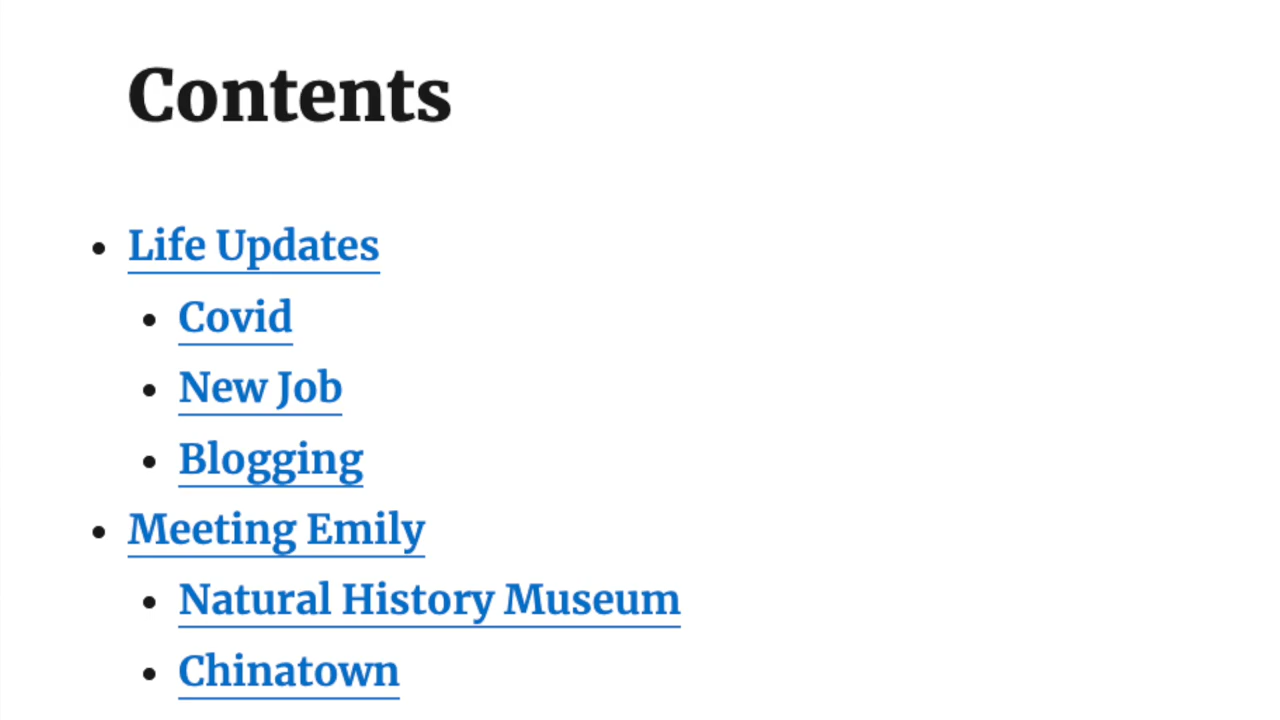 Contents
Life Updates
Covid
New Job
Blogging
Meeting Emily
Natural History Museum
Chinatown